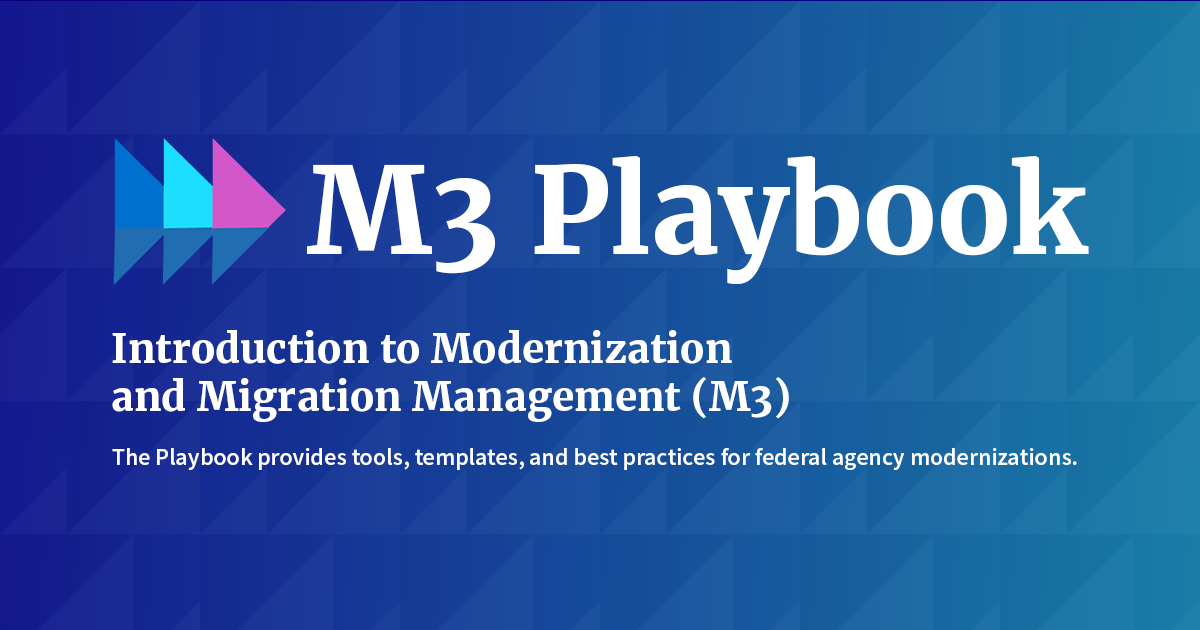 M3 Playbook
Introduction to Modernization
and Migration Management (M3)
The Playbook provides tools, templates, and best practices for federal agency modernizations.